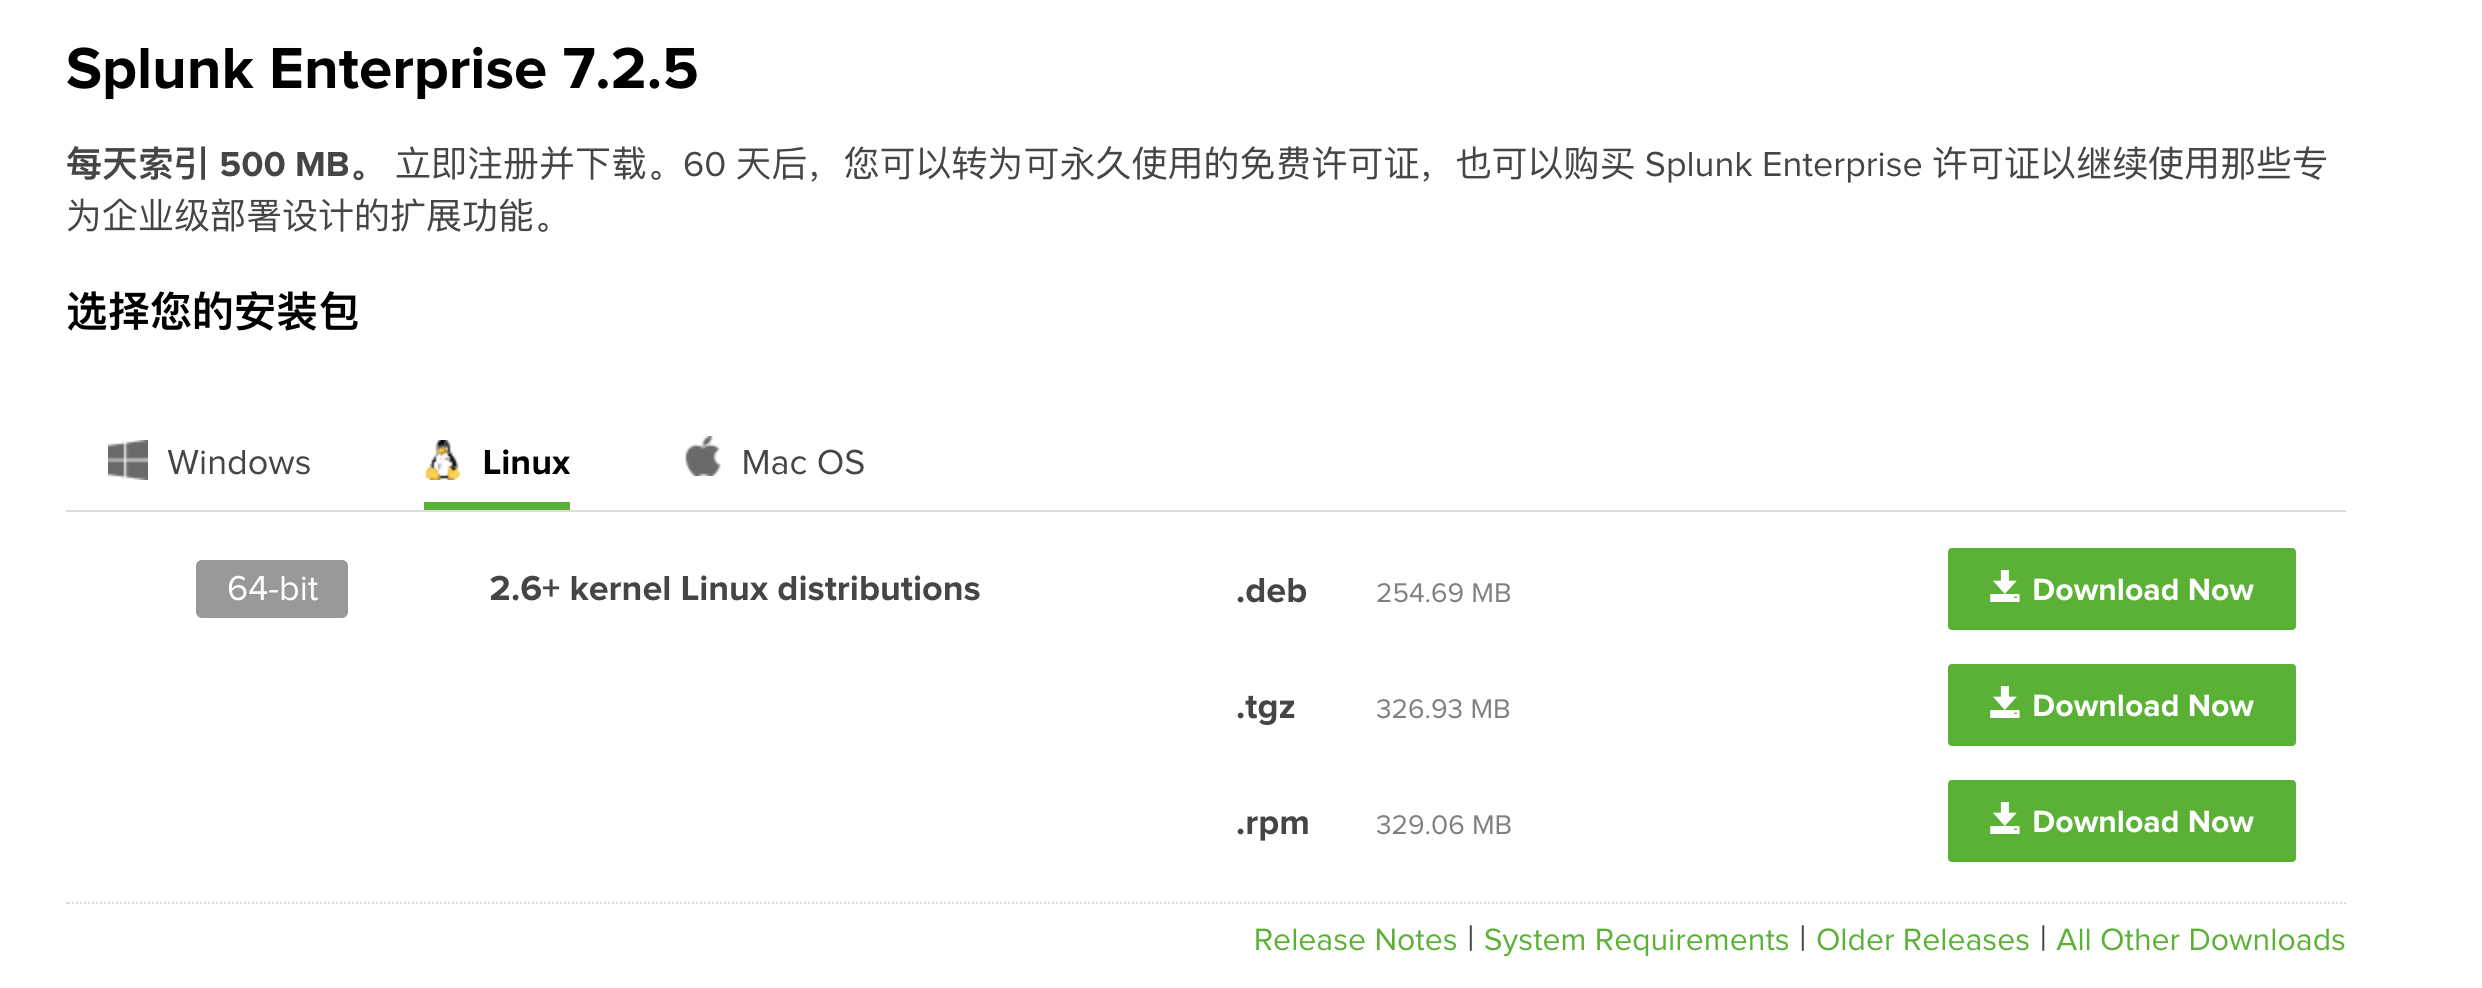 Splunk Enterprise 7.2.5
每天索引 500 MB。 立即注册并下载。60 天后，您可以转为可永久使用的免费许可证，也可以购买 Splunk Enterprise 许可证以继续使用那些专
为企业级部署设计的扩展功能。
选择您的安装包
Windows Linux Mac OS
64-bit 2.6+ kernel Linux distributions .deb 254.69 MB Download Now
.tgz 326.93 MB Download Now
.rpm 329.06 MB Download Now
Release Notes | System Requirements | Older Releases | All Other Downloads